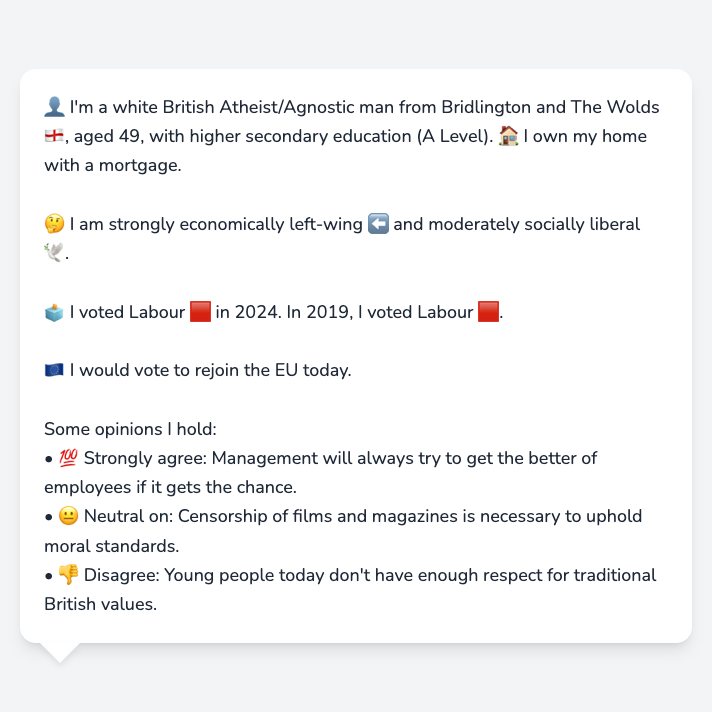 👤 I'm a white British Atheist/Agnostic man from Bridlington and The Wolds
🏴󠁧󠁢󠁥󠁮󠁧󠁿, aged 49, with higher secondary education (A Level). 🏠 I own my home
with a mortgage.
🤔 I am strongly economically left-wing ⬅️ and moderately socially liberal
🕊️.
🗳️ I voted Labour 🟥 in 2024. In 2019, I voted Labour 🟥.
🇪🇺 I would vote to rejoin the EU today.
Some opinions I hold:
• 💯 Strongly agree: Management will always try to get the better of
employees if it gets the chance.
• 😐 Neutral on: Censorship of films and magazines is necessary to uphold
moral standards.
• 👎 Disagree: Young people today don't have enough respect for traditional
British values.